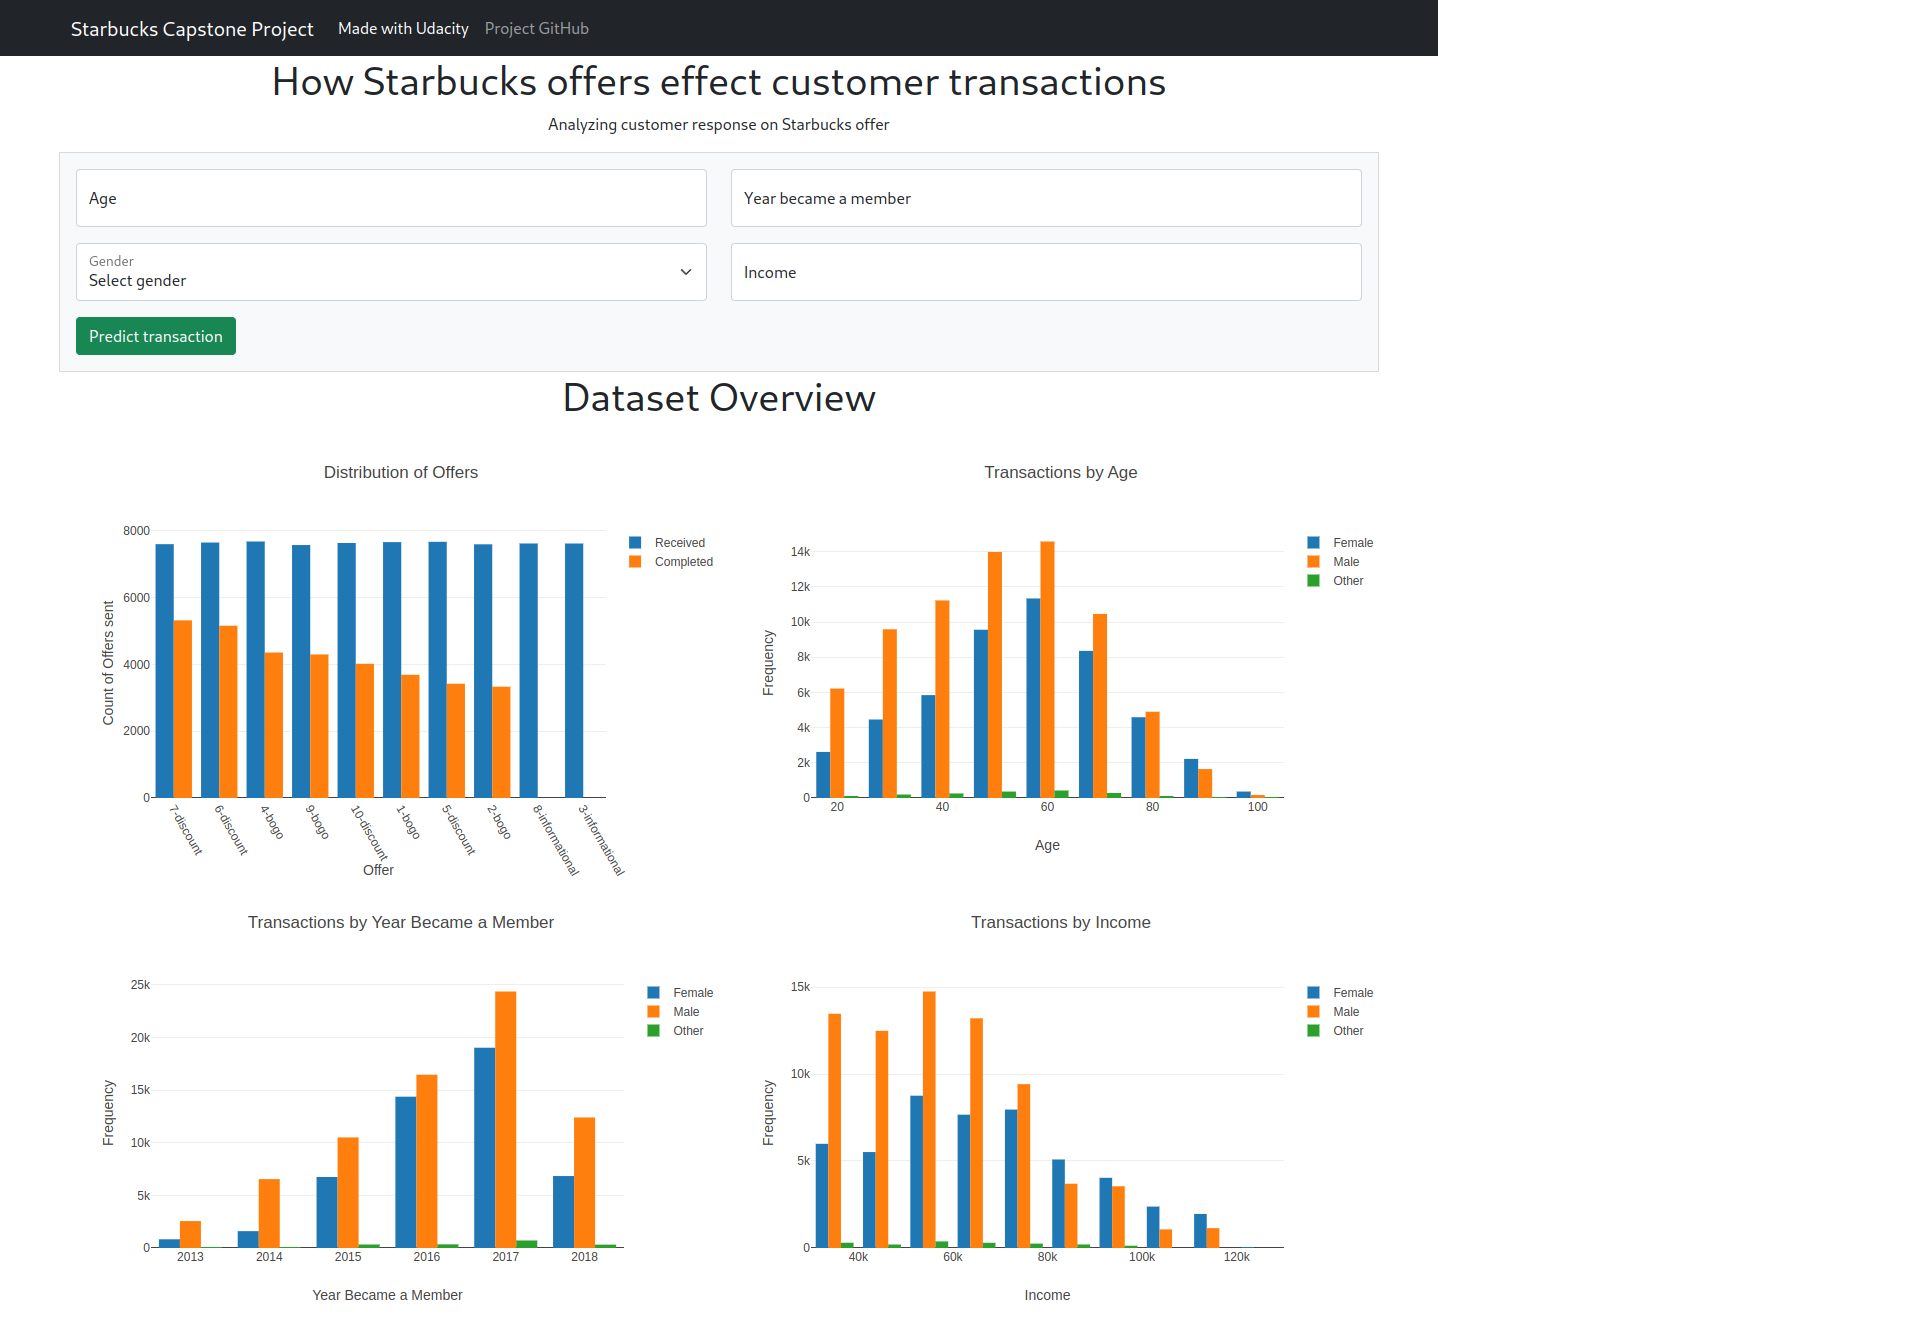 Starbucks Capstone Project Made with Udacity Project GitHub
How Starbucks offers effect customer transactions
Analyzing customer response on Starbucks offer
Age
Year became a member
Gender
Select gender
Income
Predict transaction
Dataset Overview
Distribution of Offers
8000
6000
4000
2000
0
Count of Offers sent
7-discount
6-discount
4-bogo
9-bogo
10-discount
1-bogo
5-discount
2-bogo
8-informational
3-informational
Offer
Received
Completed
Transactions by Age
14k
12k
10k
8k
6k
4k
2k
0
Frequency
20 40 60 80 100
Age
Female
Male
Other
Transactions by Year Became a Member
25k
20k
15k
10k
5k
0
Frequency
2013 2014 2015 2016 2017 2018
Year Became a Member
Female
Male
Other
Transactions by Income
15k
10k
5k
0
Frequency
40k 60k 80k 100k 120k
Income
Female
Male
Other